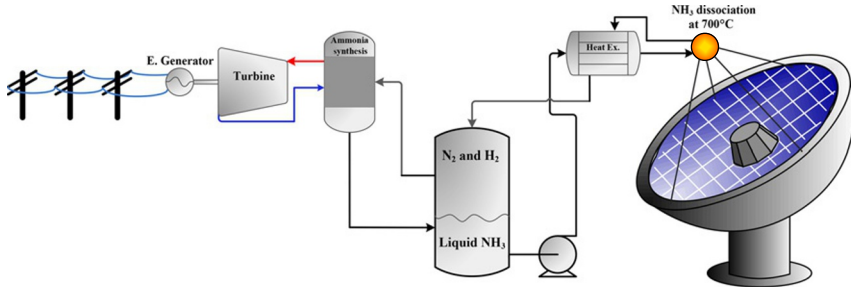 NH₃ dissociation
at 700°C
Ammonia
synthesis
E. Generator
Heat Ex.
Turbine
N₂ and H₂
Liquid NH₃